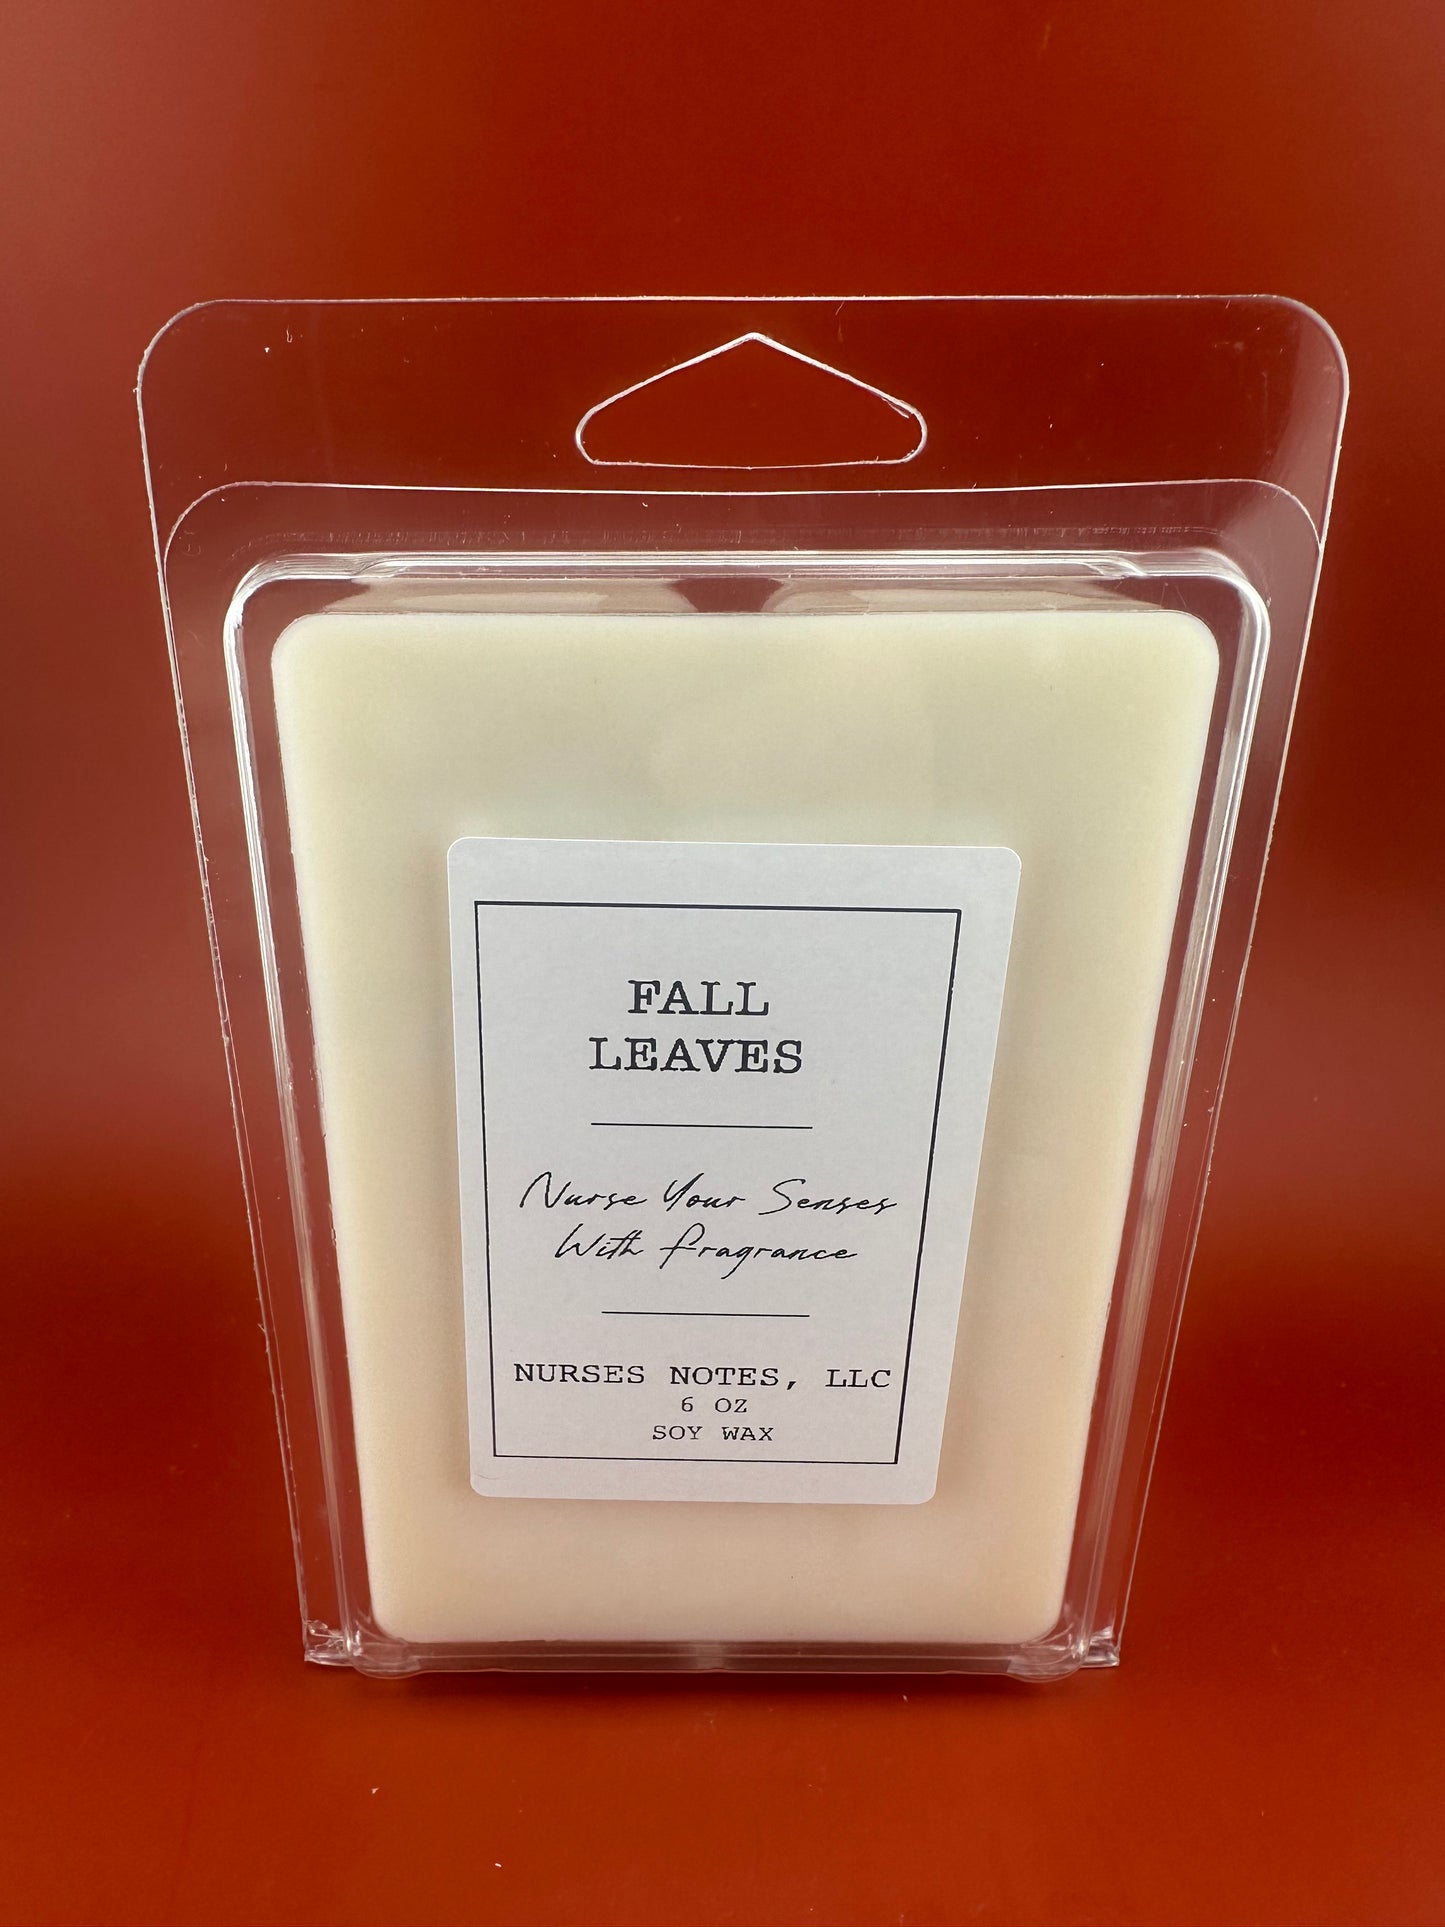 FALL
LEAVES
Nurse Your Senses
With Fragrance
NURSES NOTES, LLC
6 OZ
SOY WAX